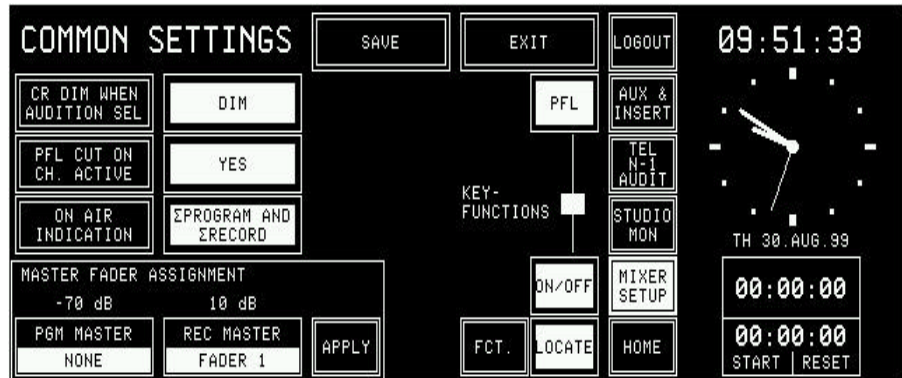 COMMON SETTINGS
SAVE
EXIT
LOGOUT
09:51:33
CR DIM WHEN
AUDITION SEL
DIM
PFL
AUX &
INSERT
PFL CUT ON
CH. ACTIVE
YES
TEL
N-1
AUDIT
KEY-
FUNCTIONS
ON AIR
INDICATION
ΣPROGRAM AND
ΣRECORD
STUDIO
MON
TH 30.AUG.99
MASTER FADER ASSIGNMENT
-70 dB
10 dB
ON/OFF
MIXER
SETUP
00:00:00
PGM MASTER
NONE
REC MASTER
FADER 1
APPLY
FCT.
LOCATE
HOME
00:00:00
START | RESET